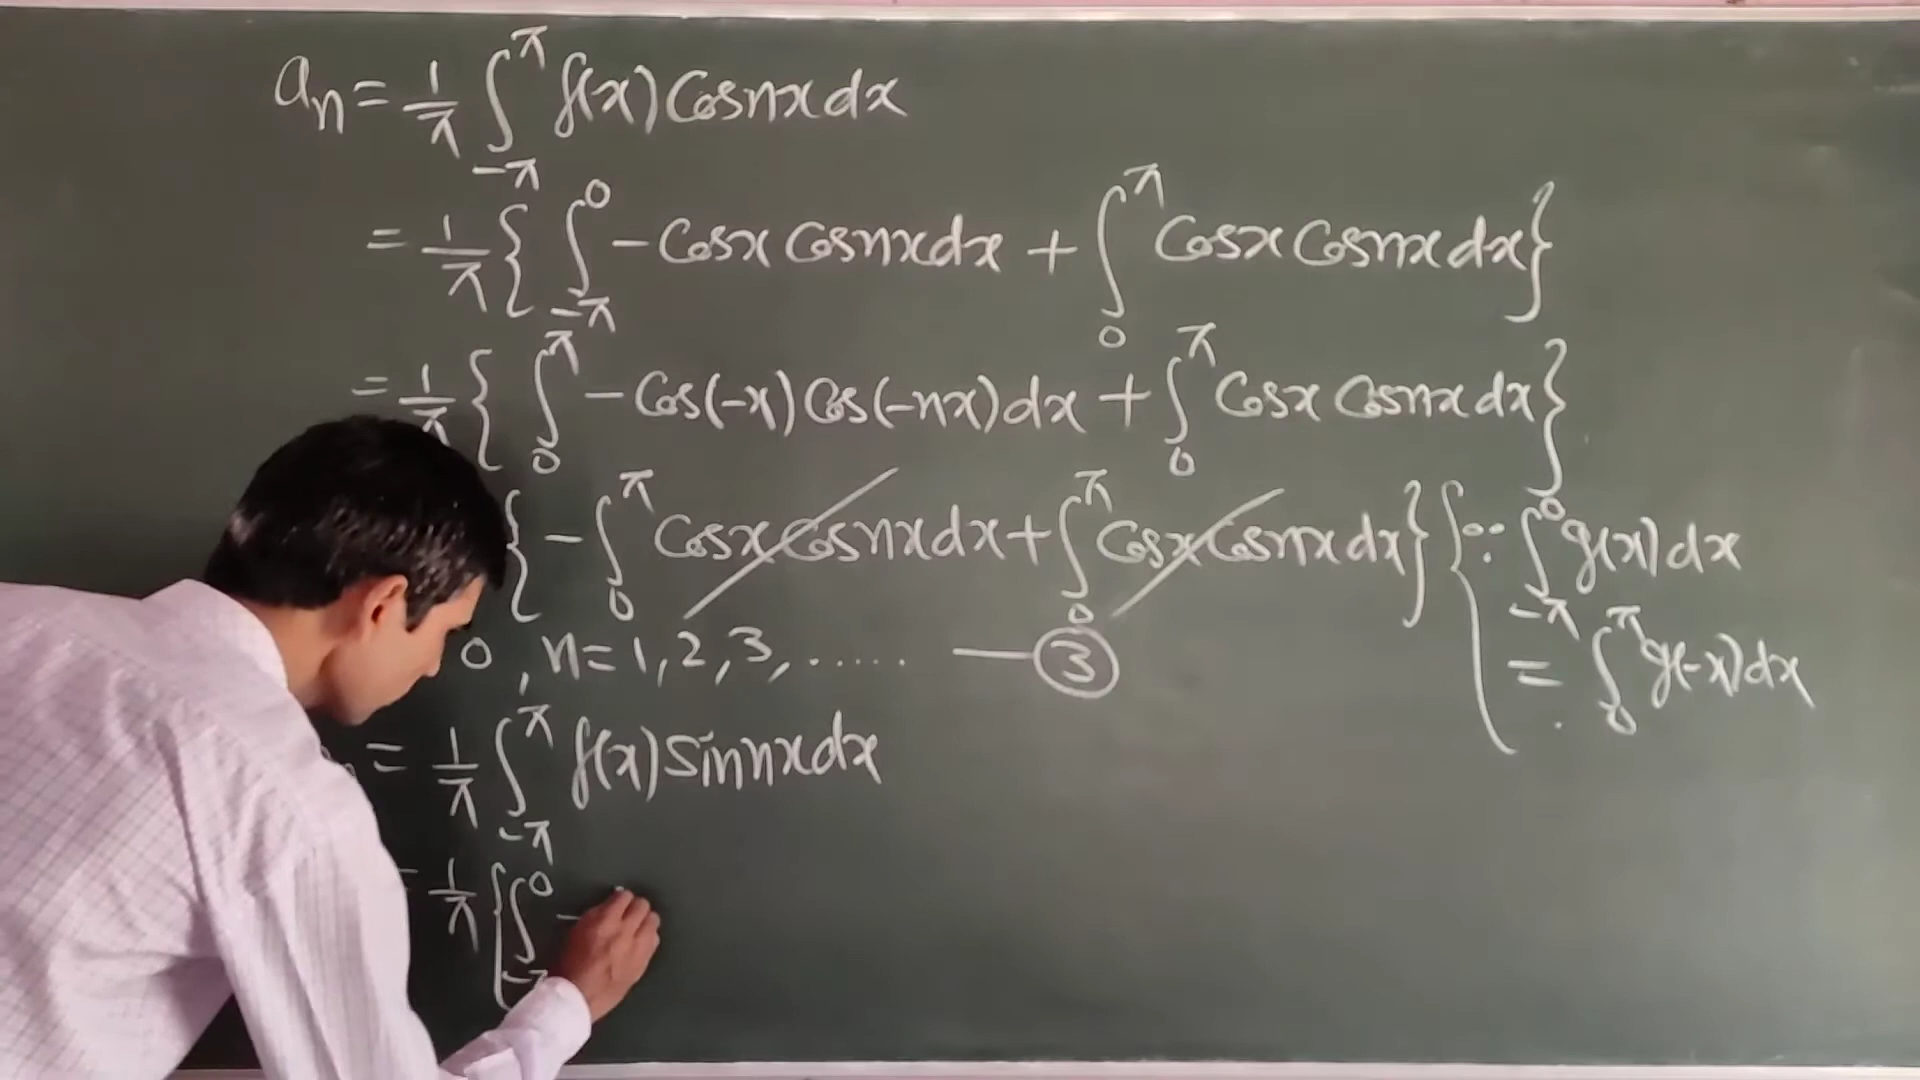 aₙ = 1/π ∫_{-π}^{π} f(x) Cosnx dx
= 1/π { ∫_{-π}^{0} -Cosx Cosnx dx + ∫_{0}^{π} Cosx Cosnx dx }
= 1/π { ∫_{0}^{π} -Cos(-x) Cos(-nx) dx + ∫_{0}^{π} Cosx Cosnx dx }
{ -∫_{0}^{π} Cosx Cosnx dx + ∫_{0}^{π} Cosx Cosnx dx } { ∵ ∫_{-π}^{0} g(x) dx
= ∫_{0}^{π} g(-x) dx
0 , n = 1, 2, 3, ...... — ③
= 1/π ∫_{-π}^{π} f(x) Sin nx dx
= 1/π { ∫_{-π}^{0} -